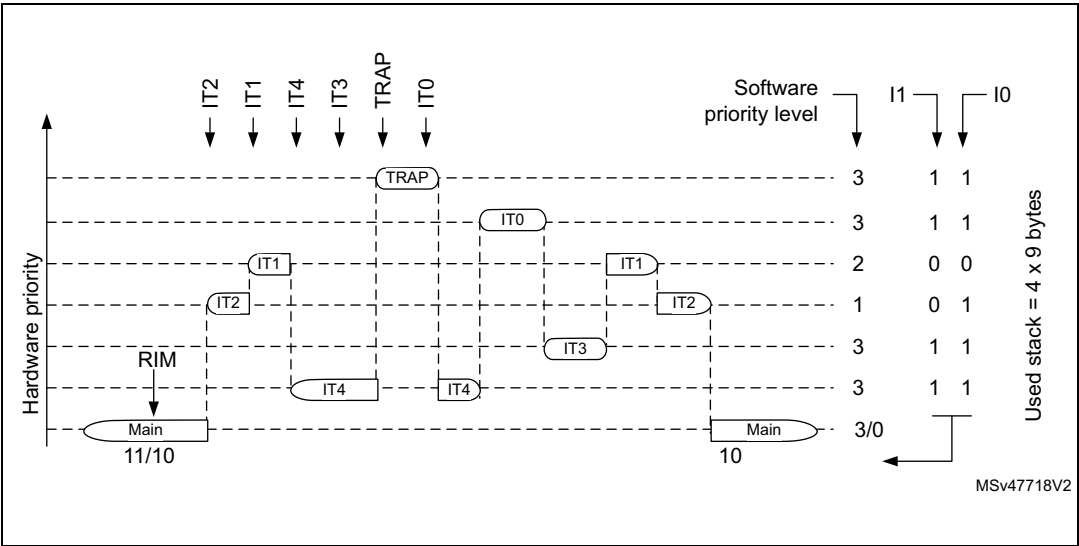 IT2
IT1
IT4
IT3
TRAP
IT0
Software
priority level
I1
I0
TRAP
3
1 1
IT0
3
1 1
IT1
IT1
2
0 0
IT2
IT2
1
0 1
IT3
3
1 1
RIM
IT4
IT4
3
1 1
Main
Main
3/0
11/10
10
Hardware priority
Used stack = 4 x 9 bytes
MSv47718V2